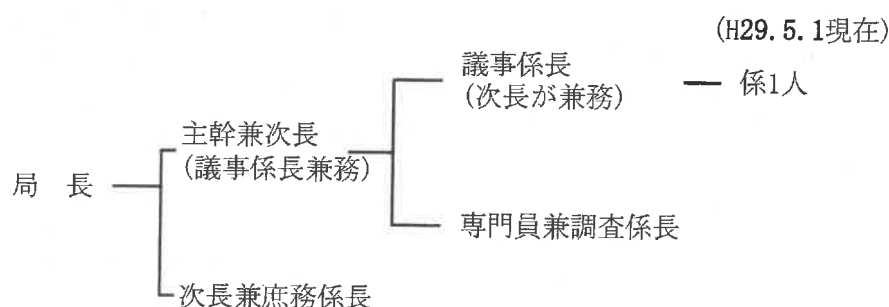 (H29.5.1現在)
議事係長
(次長が兼務)
係1人
主幹兼次長
(議事係長兼務)
局 長
専門員兼調査係長
次長兼庶務係長